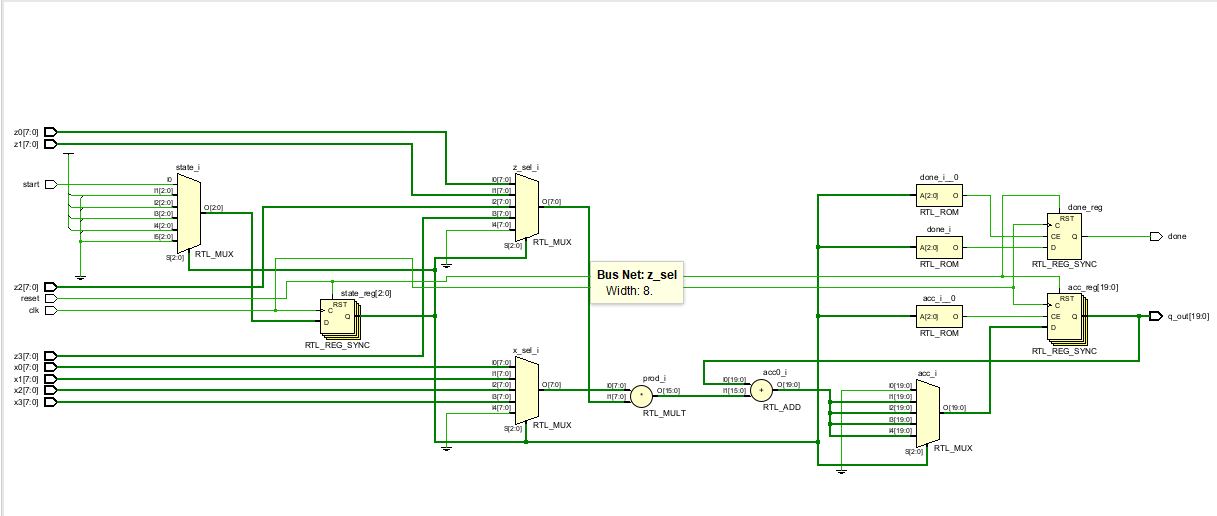 z0[7:0]
z1[7:0]
start
state_i
I0
I1[2:0]
I2[2:0]
I3[2:0]
I4[2:0]
I5[2:0]
S[2:0]
O[2:0]
RTL_MUX
z2[7:0]
reset
clk
state_reg[2:0]
RST
C
D
Q
RTL_REG_SYNC
z3[7:0]
x0[7:0]
x1[7:0]
x2[7:0]
x3[7:0]
z_sel_i
I0[7:0]
I1[7:0]
I2[7:0]
I3[7:0]
I4[7:0]
S[2:0]
O[7:0]
RTL_MUX
Bus Net: z_sel
Width: 8.
x_sel_i
I0[7:0]
I1[7:0]
I2[7:0]
I3[7:0]
I4[7:0]
S[2:0]
O[7:0]
RTL_MUX
prod_i
I0[7:0]
I1[7:0]
*
O[15:0]
RTL_MULT
acc0_i
I0[19:0]
I1[15:0]
+
O[19:0]
RTL_ADD
done_i__0
A[2:0] O
RTL_ROM
done_i
A[2:0] O
RTL_ROM
acc_i__0
A[2:0] O
RTL_ROM
acc_i
I0[19:0]
I1[19:0]
I2[19:0]
I3[19:0]
I4[19:0]
S[2:0]
O[19:0]
RTL_MUX
done_reg
RST
C
CE Q
D
RTL_REG_SYNC
done
acc_reg[19:0]
RST
C
CE Q
D
RTL_REG_SYNC
q_out[19:0]